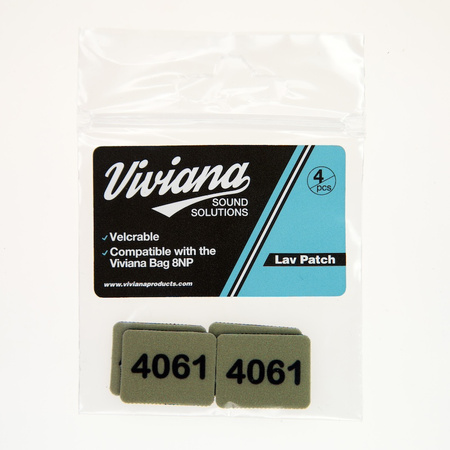 Viviana
SOUND
SOLUTIONS
4
pcs
✓ Velcrable
✓ Compatible with the
Viviana Bag 8NP
Lav Patch
www.vivianaproducts.com
4061
4061